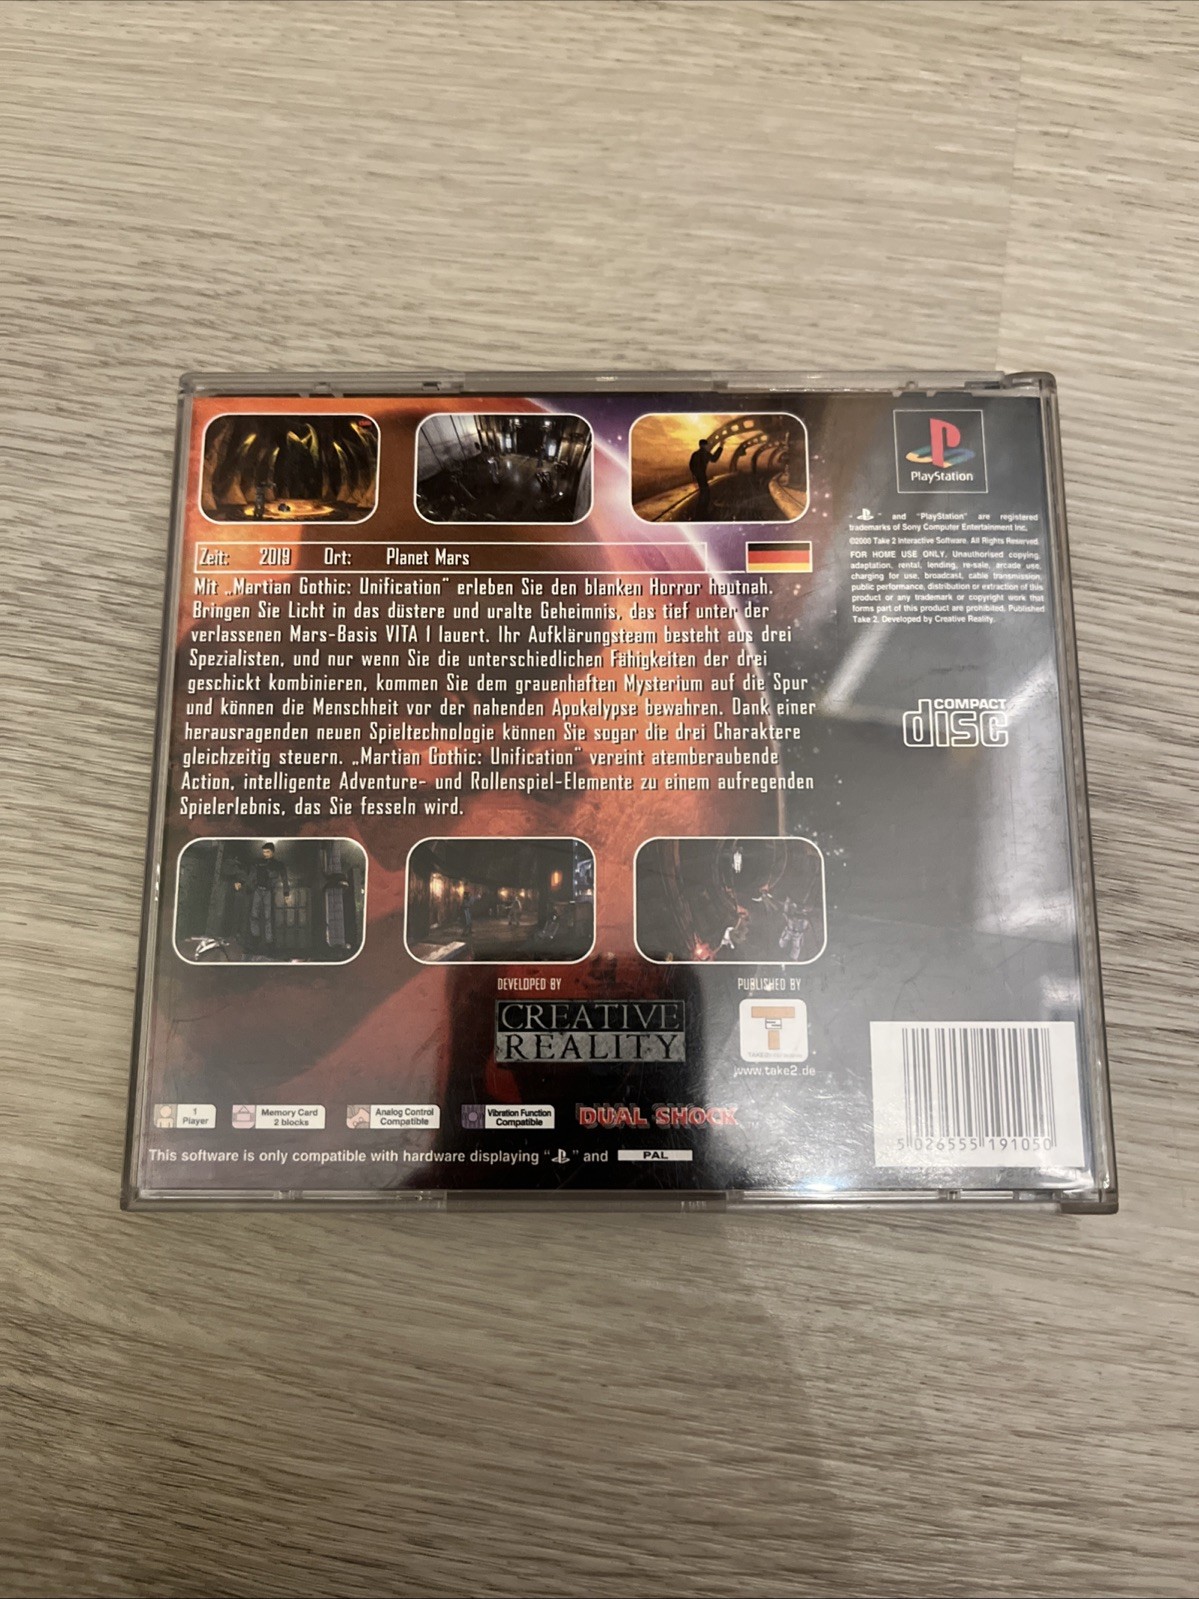 Zeit: 2019 Ort: Planet Mars
Mit „Martian Gothic: Unification“ erleben Sie den blanken Horror hautnah.
Bringen Sie Licht in das düstere und uralte Geheimnis, das tief unter der
verlassenen Mars-Basis VITA 1 lauert. Ihr Aufklärungsteam besteht aus drei
Spezialisten, und nur wenn Sie die unterschiedlichen Fähigkeiten der drei
geschickt kombinieren, kommen Sie dem grauenhaften Mysterium auf die Spur
und können die Menschheit vor der nahenden Apokalypse bewahren. Dank einer
herausragenden neuen Spieltechnologie können Sie sogar die drei Charaktere
gleichzeitig steuern. „Martian Gothic: Unification“ vereint atemberaubende
Action, intelligente Adventure- und Rollenspiel-Elemente zu einem aufregenden
Spielerlebnis, das Sie fesseln wird.
PlayStation
" and "PlayStation" are registered
trademarks of Sony Computer Entertainment Inc.
©2000 Take 2 Interactive Software. All Rights Reserved.
FOR HOME USE ONLY. Unauthorised copying,
adaptation, rental, lending, re-sale, arcade use,
charging for use, broadcast, cable transmission,
public performance, distribution or extraction of this
product or any trademark or copyright work that
forms part of this product are prohibited. Published
Take 2. Developed by Creative Reality.
COMPACT
disc
DEVELOPED BY
CREATIVE
REALITY
PUBLISHED BY
www.take2.de
1
Player
Memory Card
2 blocks
Analog Control
Compatible
Vibration Function
Compatible
DUAL SHOCK
This software is only compatible with hardware displaying " " and PAL
5 026555 191050